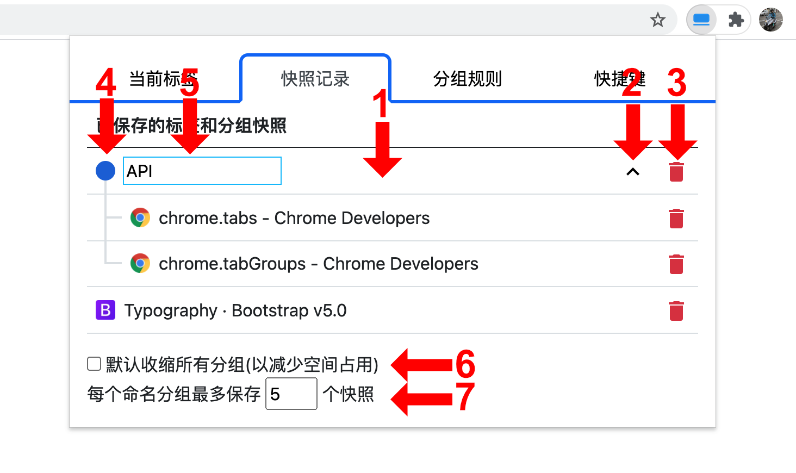 当前标签 快照记录 分组规则 快捷键
4 5 1 2 3
已保存的标签和分组快照
API
chrome.tabs - Chrome Developers
chrome.tabGroups - Chrome Developers
B Typography · Bootstrap v5.0
默认收缩所有分组(以减少空间占用) 6
每个命名分组最多保存 5 个快照 7